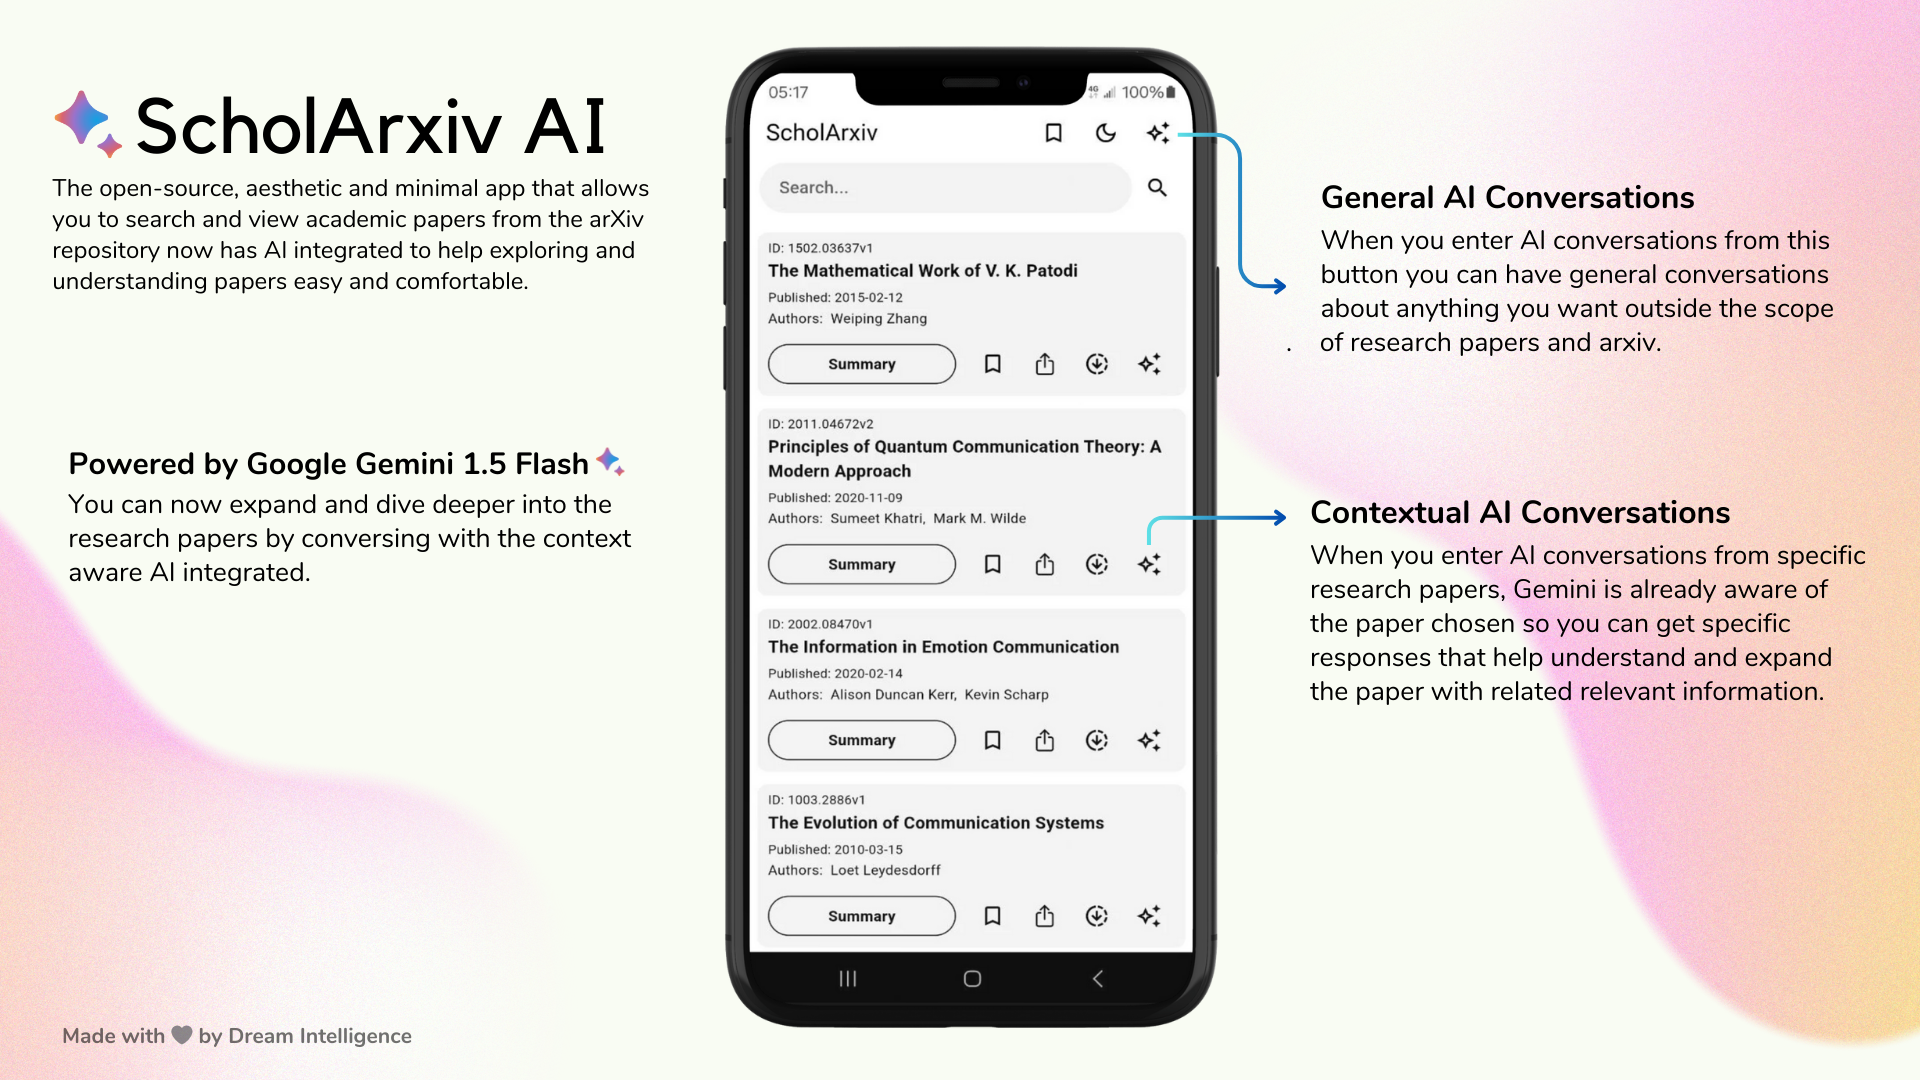 ScholArxiv AI
The open-source, aesthetic and minimal app that allows
you to search and view academic papers from the arXiv
repository now has AI integrated to help exploring and
understanding papers easy and comfortable.
Powered by Google Gemini 1.5 Flash
You can now expand and dive deeper into the
research papers by conversing with the context
aware AI integrated.
Made with by Dream Intelligence
05:17
4G
100%
ScholArxiv
Search...
ID: 1502.03637v1
The Mathematical Work of V. K. Patodi
Published: 2015-02-12
Authors: Weiping Zhang
Summary
ID: 2011.04672v2
Principles of Quantum Communication Theory: A
Modern Approach
Published: 2020-11-09
Authors: Sumeet Khatri, Mark M. Wilde
Summary
ID: 2002.08470v1
The Information in Emotion Communication
Published: 2020-02-14
Authors: Alison Duncan Kerr, Kevin Scharp
Summary
ID: 1003.2886v1
The Evolution of Communication Systems
Published: 2010-03-15
Authors: Loet Leydesdorff
Summary
General AI Conversations
When you enter AI conversations from this
button you can have general conversations
about anything you want outside the scope
. of research papers and arxiv.
Contextual AI Conversations
When you enter AI conversations from specific
research papers, Gemini is already aware of
the paper chosen so you can get specific
responses that help understand and expand
the paper with related relevant information.